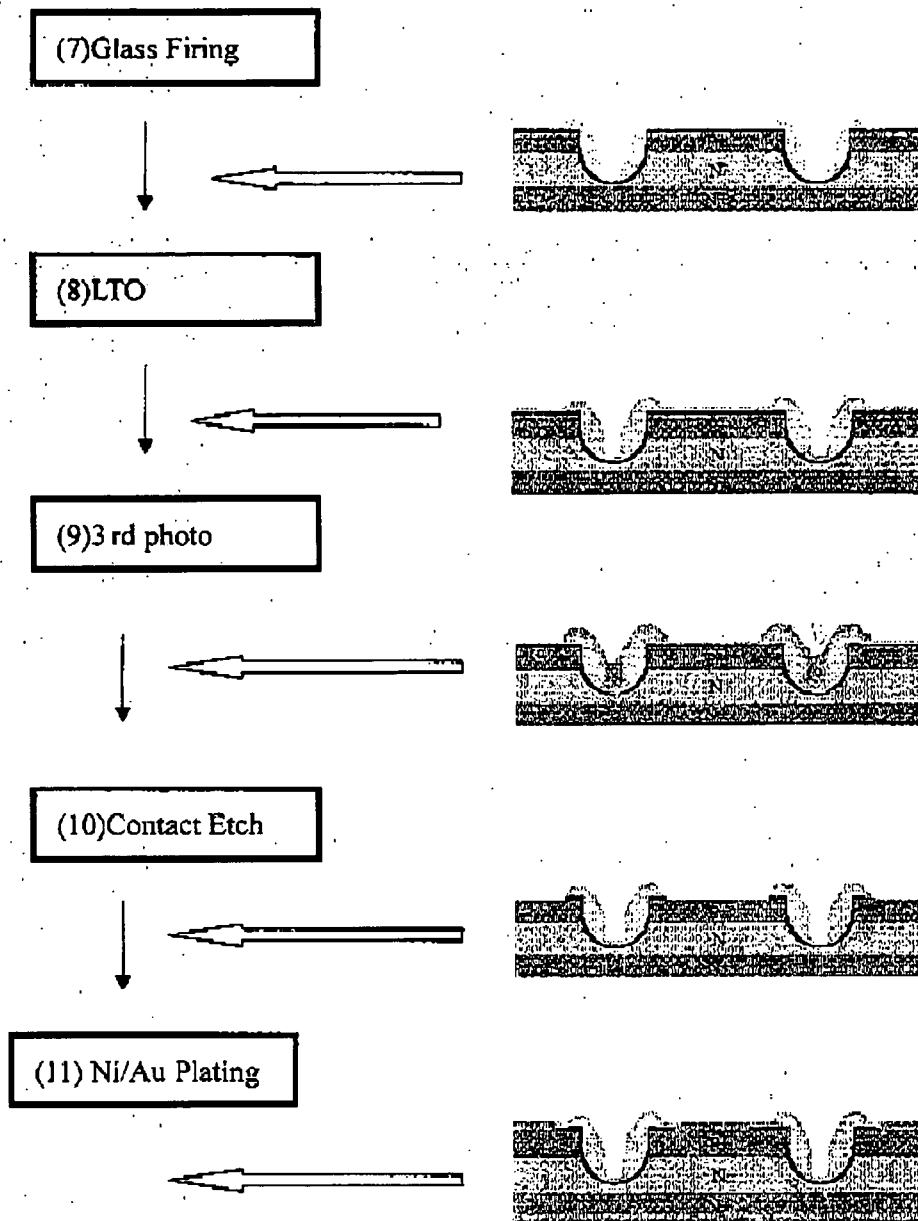 (7)Glass Firing
N
(8)LTO
N
(9)3 rd photo
N
(10)Contact Etch
N
(11) Ni/Au Plating
N